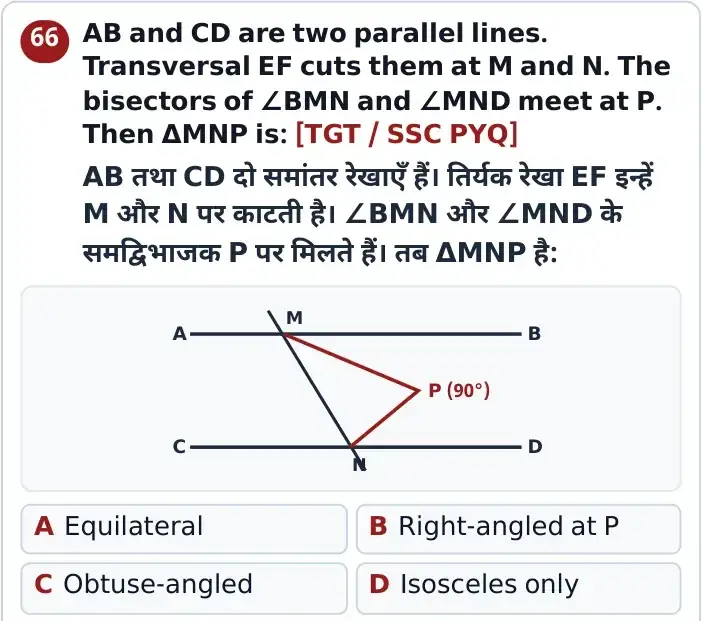 66 AB and CD are two parallel lines.
Transversal EF cuts them at M and N. The
bisectors of ∠BMN and ∠MND meet at P.
Then ΔMNP is: [TGT / SSC PYQ]
AB तथा CD दो समांतर रेखाएँ हैं। तिर्यक रेखा EF इन्हें
M और N पर काटती है। ∠BMN और ∠MND के
समद्विभाजक P पर मिलते हैं। तब ΔMNP है:
M
A B
P (90°)
C D
N
A Equilateral
B Right-angled at P
C Obtuse-angled
D Isosceles only